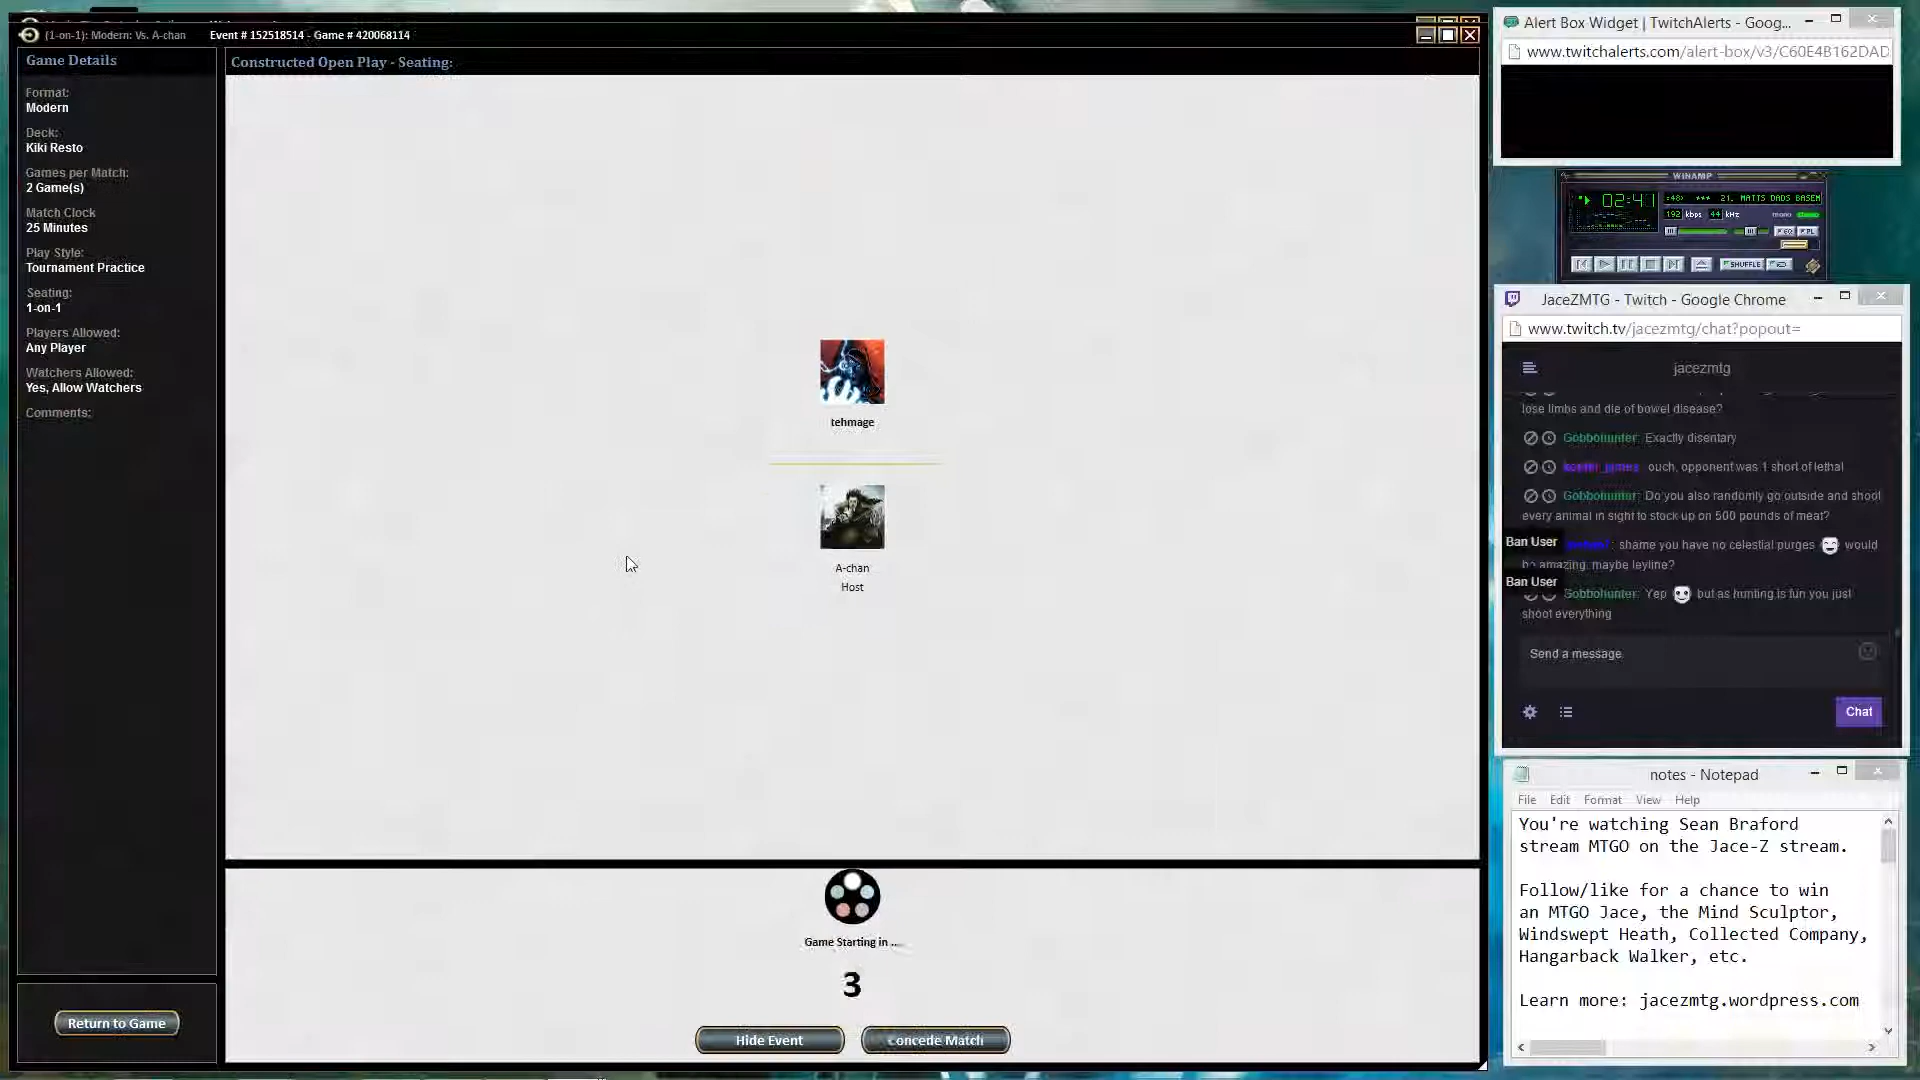 (1-on-1): Modern: Vs. A-chan Event # 152518514 - Game # 420068114
Game Details
Format:
Modern
Deck:
Kiki Resto
Games per Match:
2 Game(s)
Match Clock
25 Minutes
Play Style:
Tournament Practice
Seating:
1-on-1
Players Allowed:
Any Player
Watchers Allowed:
Yes, Allow Watchers
Comments:
Return to Game
Constructed Open Play - Seating:
tehmage
A-chan
Host
Game Starting in ...
3
Hide Event
Concede Match
Alert Box Widget | TwitchAlerts - Goog...
www.twitchalerts.com/alert-box/v3/C60E4B162DAD
WINAMP
02:41
:48> *** 21. MATTS DADS BASEM
192 kbps 44 kHz mono
EQ PL
SHUFFLE
JaceZMTG - Twitch - Google Chrome
www.twitch.tv/jacezmtg/chat?popout=
jacezmtg
lose limbs and die of bowel disease?
Gobbohunter: Exactly disentary
ouch, opponent was 1 short of lethal
Gobbohunter: Do you also randomly go outside and shoot
every animal in sight to stock up on 500 pounds of meat?
Ban User shame you have no celestial purges would
be amazing. maybe leyline?
Ban User
Gobbohunter: Yep but as hunting is fun you just
shoot everything
Send a message
Chat
notes - Notepad
File Edit Format View Help
You're watching Sean Braford
stream MTGO on the Jace-Z stream.
Follow/like for a chance to win
an MTGO Jace, the Mind Sculptor,
Windswept Heath, Collected Company,
Hangarback Walker, etc.
Learn more: jacezmtg.wordpress.com